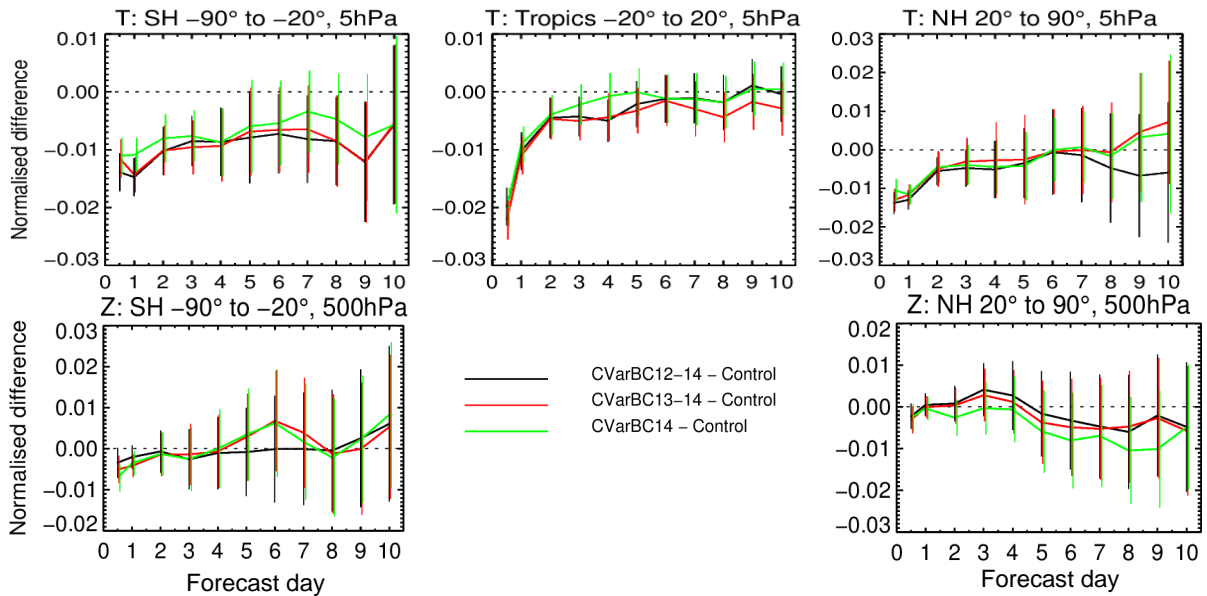 T: SH −90° to −20°, 5hPa
T: Tropics −20° to 20°, 5hPa
T: NH 20° to 90°, 5hPa
Normalised difference
0.01
0.00
−0.01
−0.02
−0.03
0 1 2 3 4 5 6 7 8 9 10
0.01
0.00
−0.01
−0.02
−0.03
0 1 2 3 4 5 6 7 8 9 10
0.03
0.02
0.01
0.00
−0.01
−0.02
−0.03
0 1 2 3 4 5 6 7 8 9 10
Z: SH −90° to −20°, 500hPa
Z: NH 20° to 90°, 500hPa
Normalised difference
0.03
0.02
0.01
0.00
−0.01
−0.02
0 1 2 3 4 5 6 7 8 9 10
Forecast day
CVarBC12−14 − Control
CVarBC13−14 − Control
CVarBC14 − Control
0.02
0.01
0.00
−0.01
−0.02
−0.03
0 1 2 3 4 5 6 7 8 9 10
Forecast day